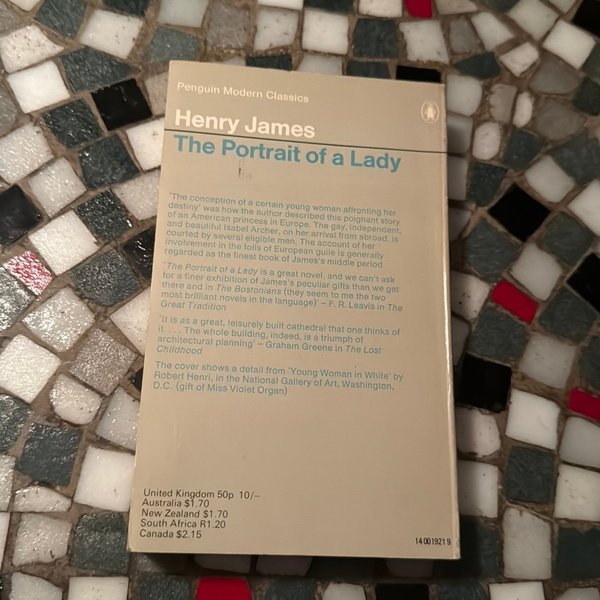 Penguin Modern Classics
Henry James
The Portrait of a Lady
'The conception of a certain young woman affronting her
destiny' was how the author described this poignant story
of an American princess in Europe. The gay, independent,
and beautiful Isabel Archer, on her arrival from abroad, is
courted by several eligible men. The account of her
involvement in the toils of European guile is generally
regarded as the finest book of James's middle period.
'The Portrait of a Lady is a great novel, and we can't ask
for a finer exhibition of James's peculiar gifts than we get
there and in The Bostonians (they seem to me the two
most brilliant novels in the language)' – F. R. Leavis in The
Great Tradition
'It is as a great, leisurely built cathedral that one thinks of
it. . . . The whole building, indeed, is a triumph of
architectural planning' – Graham Greene in The Lost
Childhood
The cover shows a detail from 'Young Woman in White' by
Robert Henri, in the National Gallery of Art, Washington,
D.C. (gift of Miss Violet Organ)
United Kingdom 50p 10/–
Australia $1.70
New Zealand $1.70
South Africa R1.20
Canada $2.15
14 001921 9